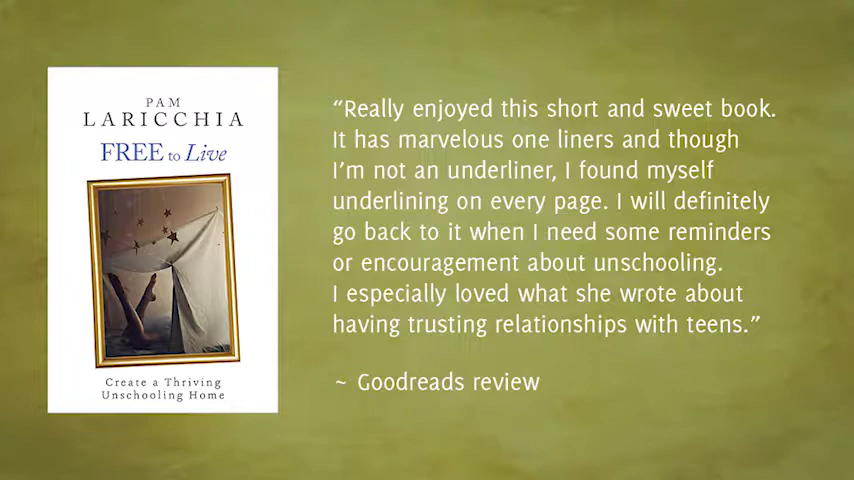 PAM
LARICCHIA
FREE to Live
Create a Thriving
Unschooling Home
“Really enjoyed this short and sweet book.
It has marvelous one liners and though
I’m not an underliner, I found myself
underlining on every page. I will definitely
go back to it when I need some reminders
or encouragement about unschooling.
I especially loved what she wrote about
having trusting relationships with teens.”
~ Goodreads review